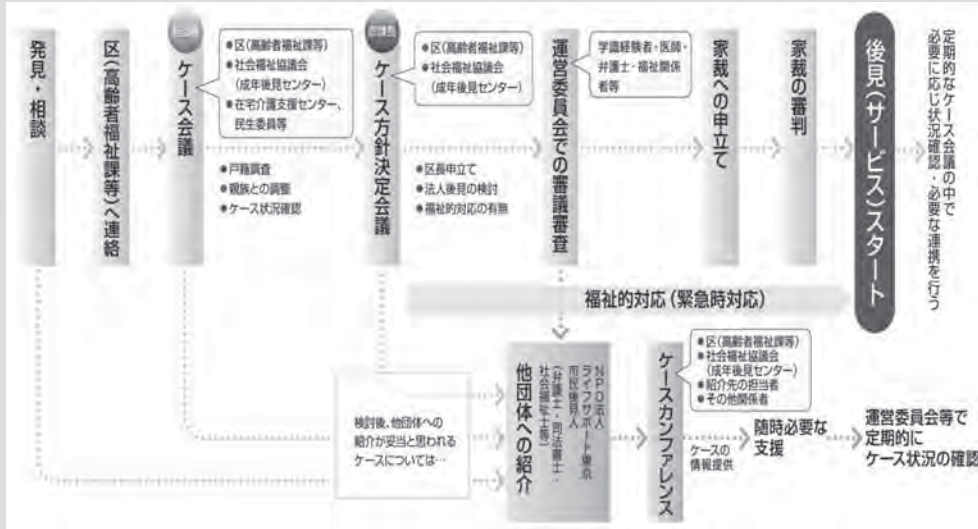 発見・相談
区(高齢者福祉課等)へ連絡
ケース会議
●区(高齢者福祉課等)
●社会福祉協議会
(成年後見センター)
●在宅介護支援センター、
民生委員等
●戸籍調査
●親族との調整
●ケース状況確認
ケース方針決定会議
●区(高齢者福祉課等)
●社会福祉協議会
(成年後見センター)
●区長申立て
●法人後見の検討
●福祉的対応の有無
運営委員会での審議審査
学識経験者・医師・
弁護士・福祉関係
者等
家裁への申立て
家裁の審判
後見(サービス)スタート
定期的なケース会議の中で
必要に応じ状況確認・必要な連携を行う
福祉的対応(緊急時対応)
検討後、他団体への
紹介が妥当と思われる
ケースについては…
他団体への紹介
NPO法人
ライフサポート東京
市民後見人
(弁護士・司法書士・
社会福祉士等)
ケースカンファレンス
●区(高齢者福祉課等)
●社会福祉協議会
(成年後見センター)
●紹介先の担当者
●その他関係者
ケースの
情報提供
随時必要な
支援
運営委員会等で
定期的に
ケース状況の確認